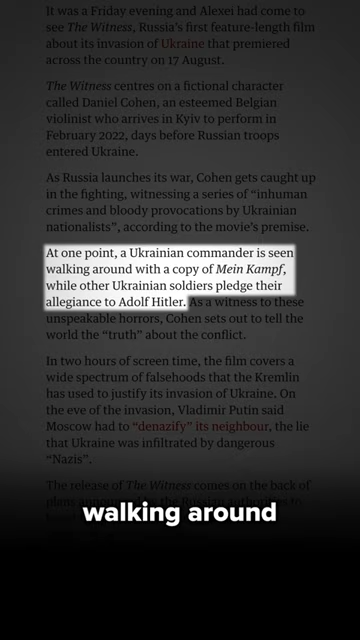 It was a Friday evening and Alexei had come to
see The Witness, Russia's first feature-length film
about its invasion of Ukraine that premiered
across the country on 17 August.
The Witness centres on a fictional character
called Daniel Cohen, an esteemed Belgian
violinist who arrives in Kyiv to perform in
February 2022, days before Russian troops
entered Ukraine.
As Russia launches its war, Cohen gets caught up
in the fighting, witnessing a series of “inhuman
crimes and bloody provocations by Ukrainian
nationalists”, according to the movie's premise.
At one point, a Ukrainian commander is seen
walking around with a copy of Mein Kampf,
while other Ukrainian soldiers pledge their
allegiance to Adolf Hitler. As a witness to these
unspeakable horrors, Cohen sets out to tell the
world the “truth” about the conflict.
In two hours of screen time, the film covers a
wide spectrum of falsehoods that the Kremlin
has used to justify its invasion of Ukraine. On
the eve of the invasion, Vladimir Putin said
Moscow had to “denazify” its neighbour, the lie
that Ukraine was infiltrated by dangerous
“Nazis”.
The release of The Witness comes on the back of
plans announced by the Russian authorities to
walking around